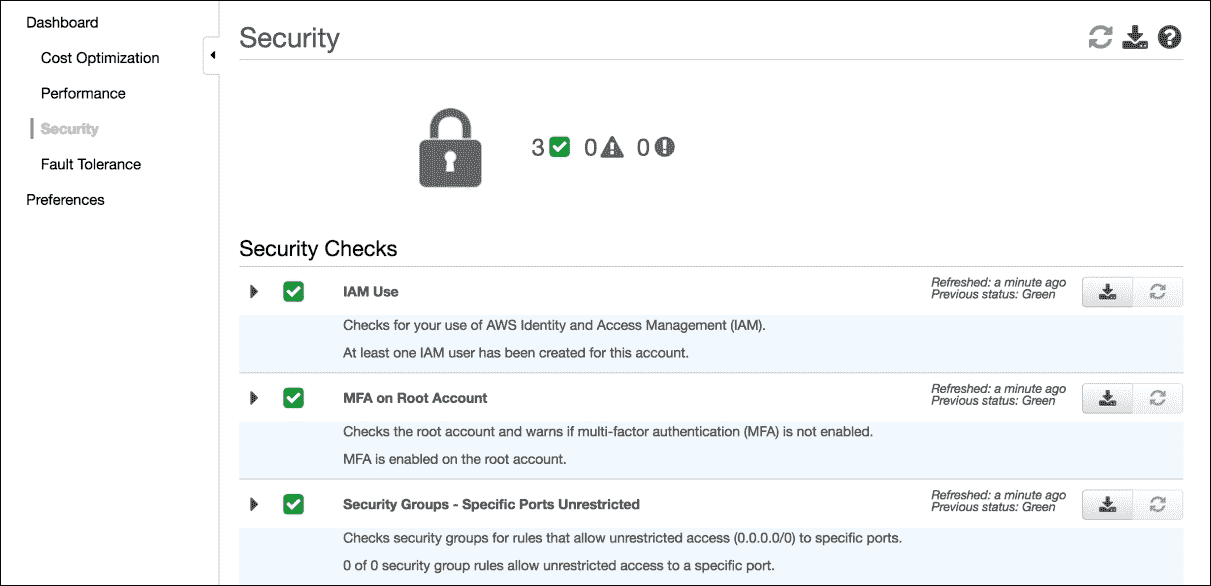 Dashboard
Cost Optimization
Performance
Security
Fault Tolerance
Preferences
Security
3 0 0
Security Checks
IAM Use
Refreshed: a minute ago
Previous status: Green
Checks for your use of AWS Identity and Access Management (IAM).
At least one IAM user has been created for this account.
MFA on Root Account
Refreshed: a minute ago
Previous status: Green
Checks the root account and warns if multi-factor authentication (MFA) is not enabled.
MFA is enabled on the root account.
Security Groups - Specific Ports Unrestricted
Refreshed: a minute ago
Previous status: Green
Checks security groups for rules that allow unrestricted access (0.0.0.0/0) to specific ports.
0 of 0 security group rules allow unrestricted access to a specific port.